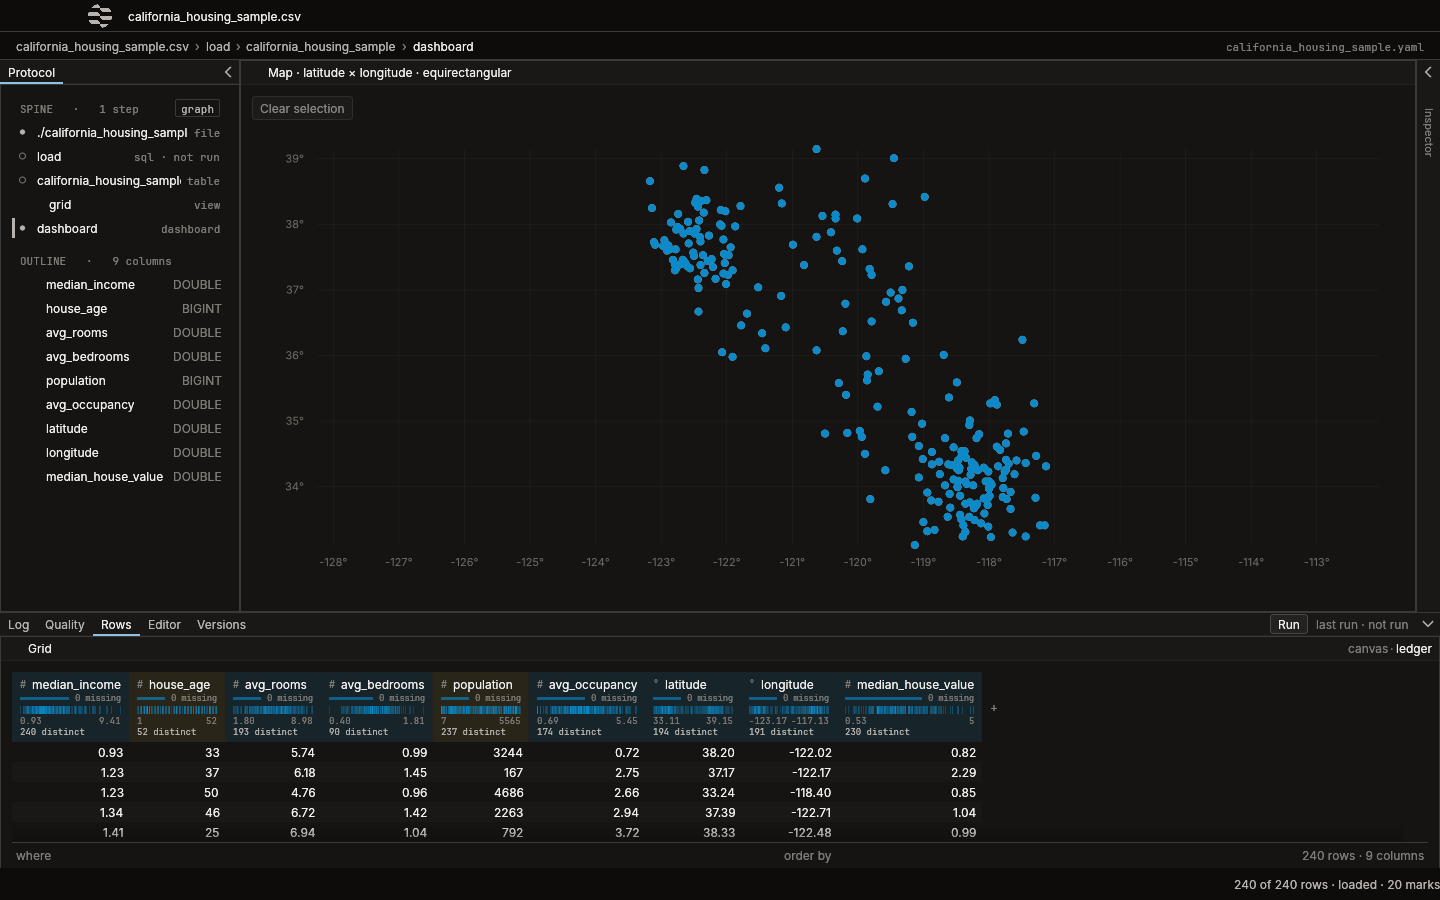 california_housing_sample.csv
california_housing_sample.csv › load › california_housing_sample › dashboard
california_housing_sample.yaml
Protocol
Map · latitude × longitude · equirectangular
Inspector
SPINE · 1 step graph
./california_housing_sampl file
load sql · not run
california_housing_sampl table
grid view
dashboard dashboard
OUTLINE · 9 columns
median_income DOUBLE
house_age BIGINT
avg_rooms DOUBLE
avg_bedrooms DOUBLE
population BIGINT
avg_occupancy DOUBLE
latitude DOUBLE
longitude DOUBLE
median_house_value DOUBLE
Clear selection
39°
38°
37°
36°
35°
34°
-128° -127° -126° -125° -124° -123° -122° -121° -120° -119° -118° -117° -116° -115° -114° -113°
Log Quality Rows Editor Versions
Run last run · not run
Grid
canvas · ledger
# median_income # house_age # avg_rooms # avg_bedrooms # population # avg_occupancy ° latitude ° longitude # median_house_value
0 missing 0 missing 0 missing 0 missing 0 missing 0 missing 0 missing 0 missing 0 missing
+
0.93 9.41 1 52 1.80 8.98 0.40 1.81 7 5565 0.69 5.45 33.11 39.15 -123.17 -117.13 0.53 5
240 distinct 52 distinct 193 distinct 90 distinct 237 distinct 174 distinct 194 distinct 191 distinct 230 distinct
0.93 33 5.74 0.99 3244 0.72 38.20 -122.02 0.82
1.23 37 6.18 1.45 167 2.75 37.17 -122.17 2.29
1.23 50 4.76 0.96 4686 2.66 33.24 -118.40 0.85
1.34 46 6.72 1.42 2263 2.94 37.39 -122.71 1.04
1.41 25 6.94 1.04 792 3.72 38.33 -122.48 0.99
where order by 240 rows · 9 columns
240 of 240 rows · loaded · 20 marks